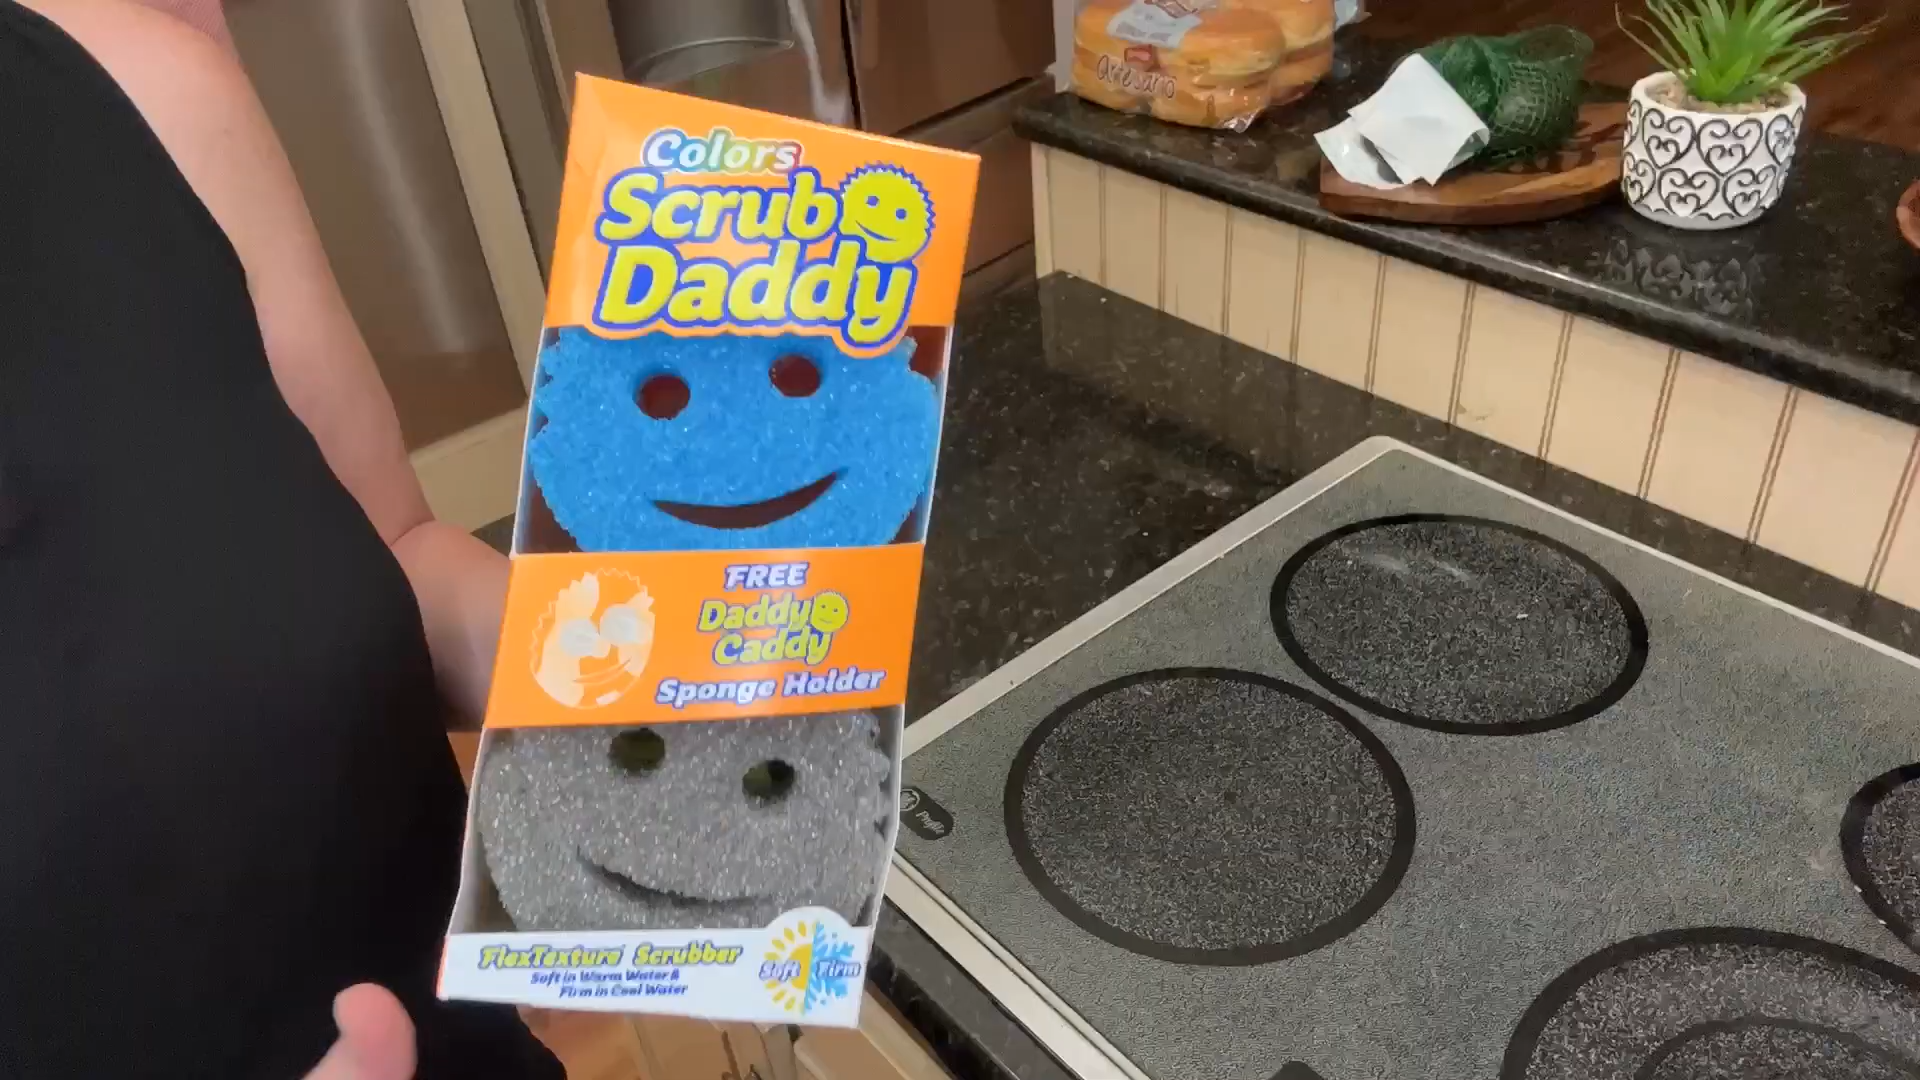 Colors
Scrub
Daddy
FREE
Daddy
Caddy
Sponge Holder
FlexTexture Scrubber
Soft in Warm Water &
Firm in Cool Water
Soft Firm
Artesano
Profile